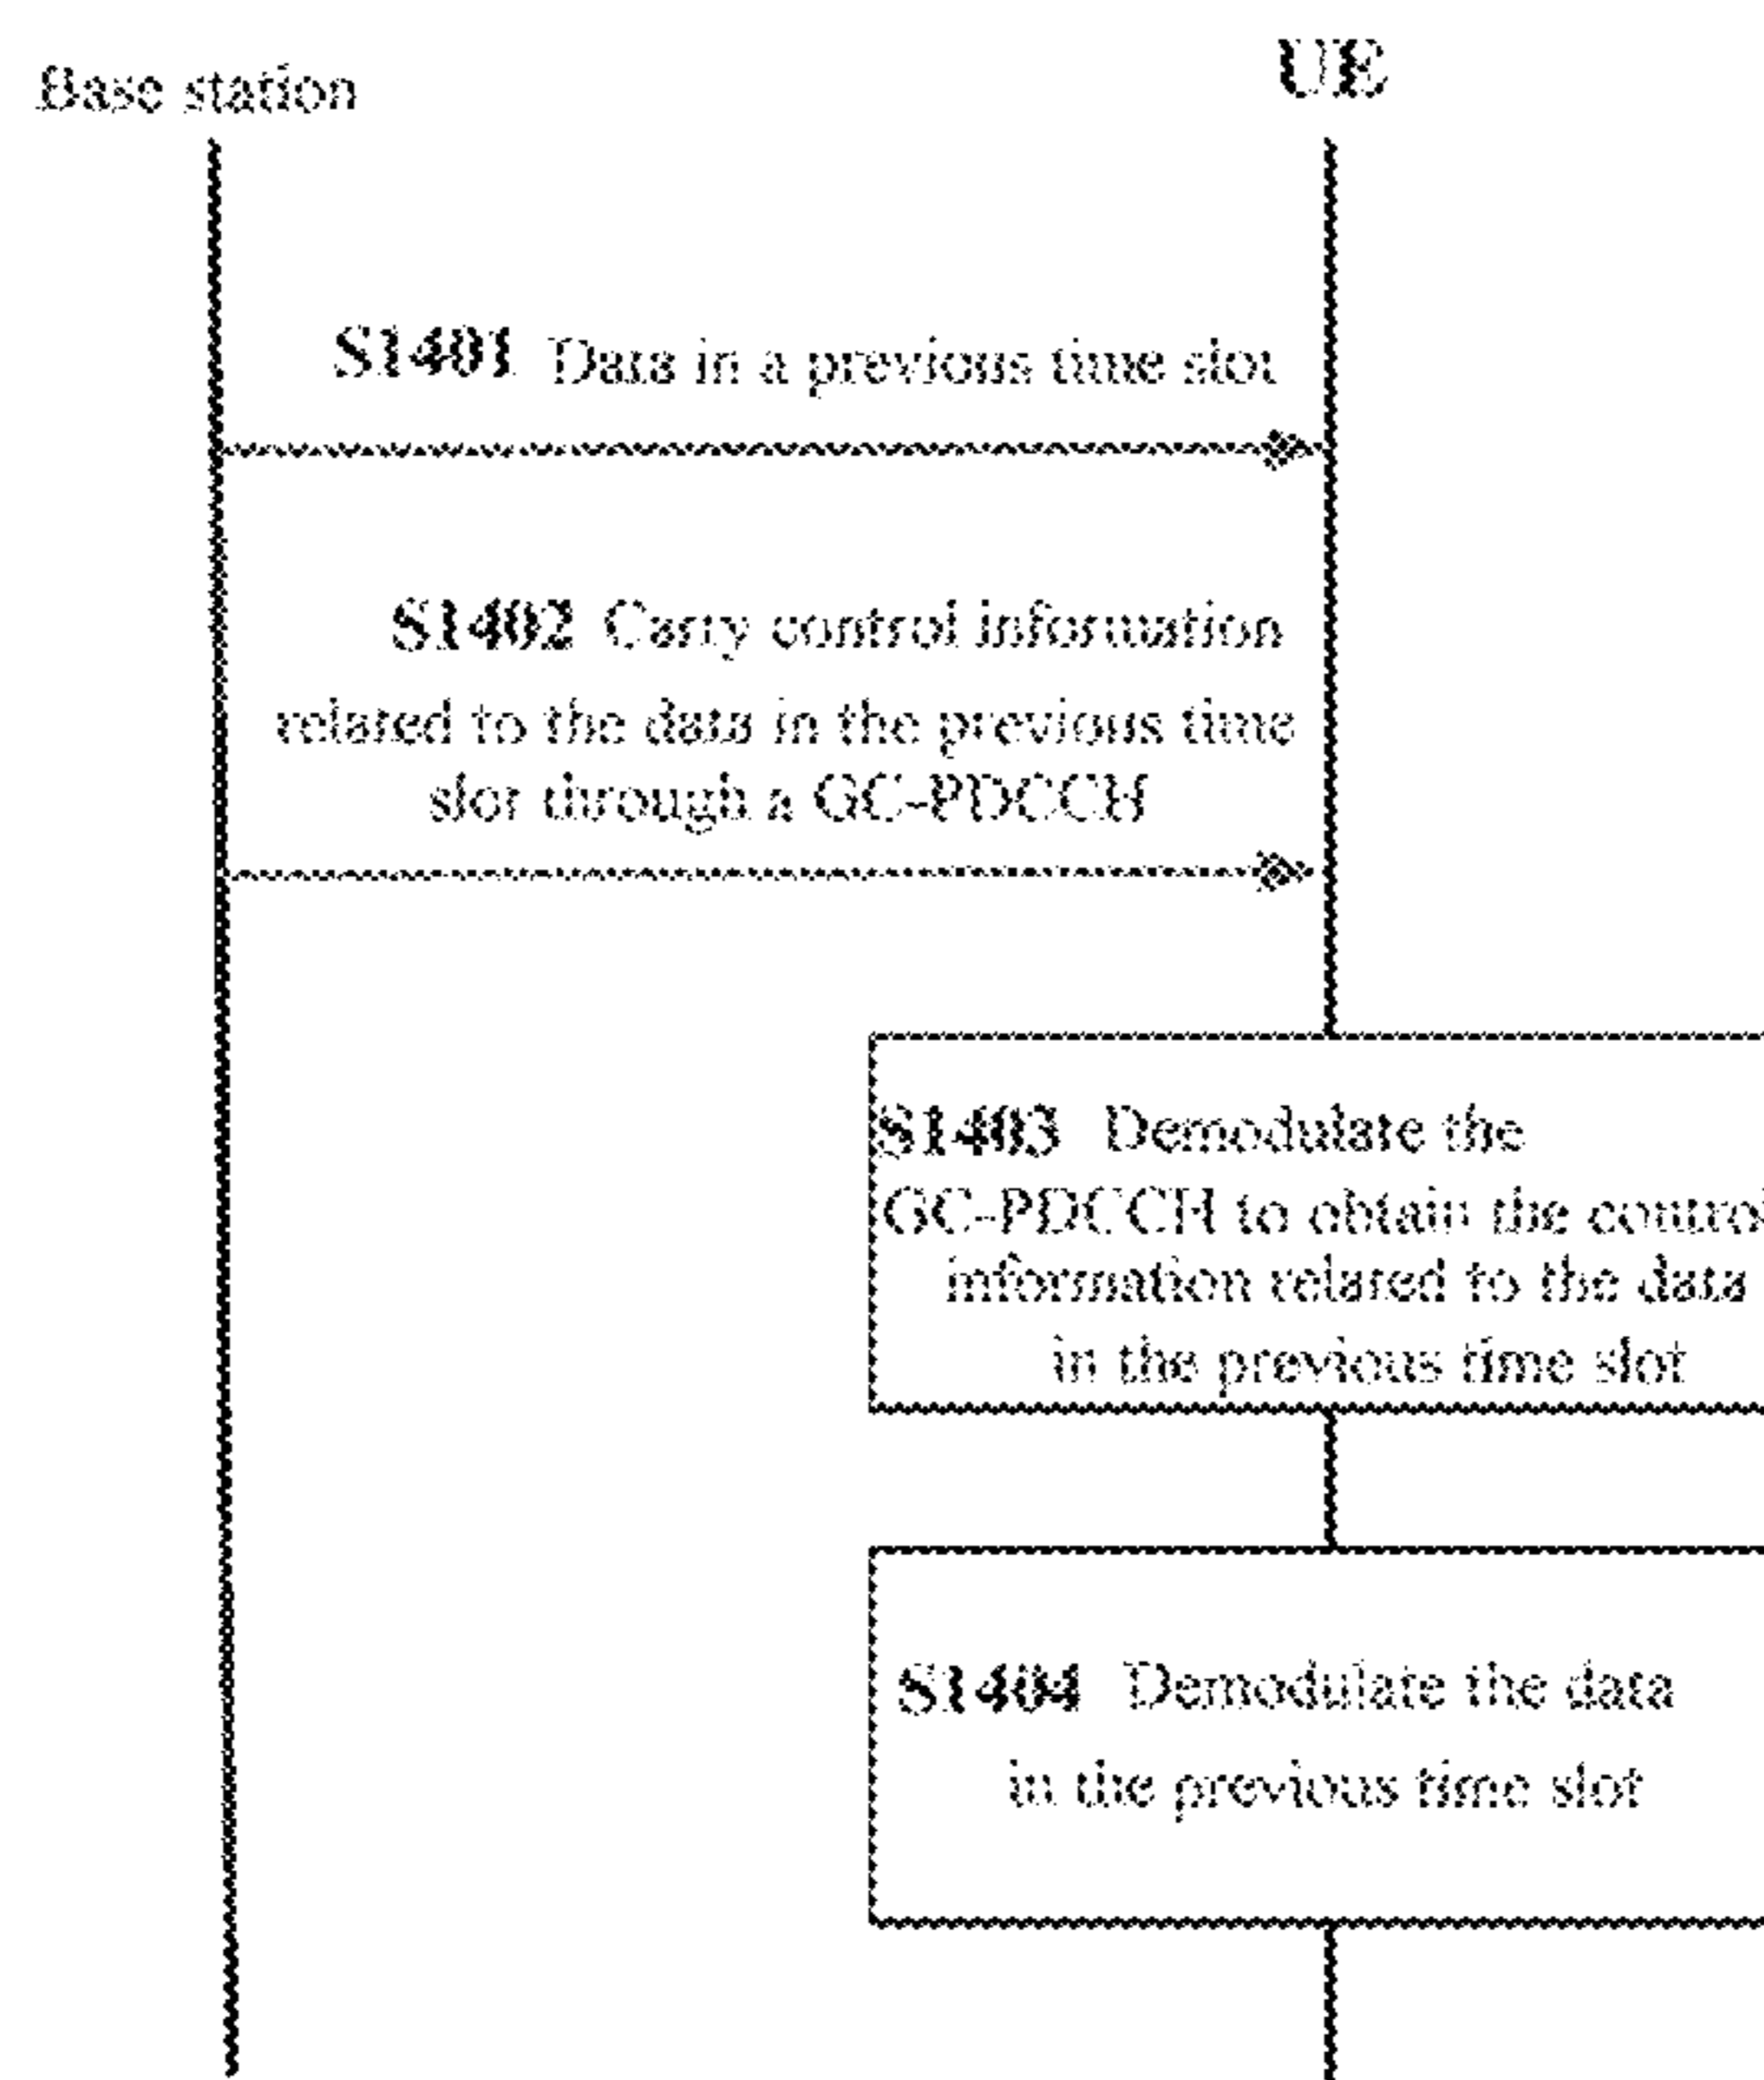 Base station
UE
S1401 Data in a previous time slot
S1402 Carry control information
related to the data in the previous time
slot through a GC-PDCCH
S1403 Demodulate the
GC-PDCCH to obtain the control
information related to the data
in the previous time slot
S1404 Demodulate the data
in the previous time slot